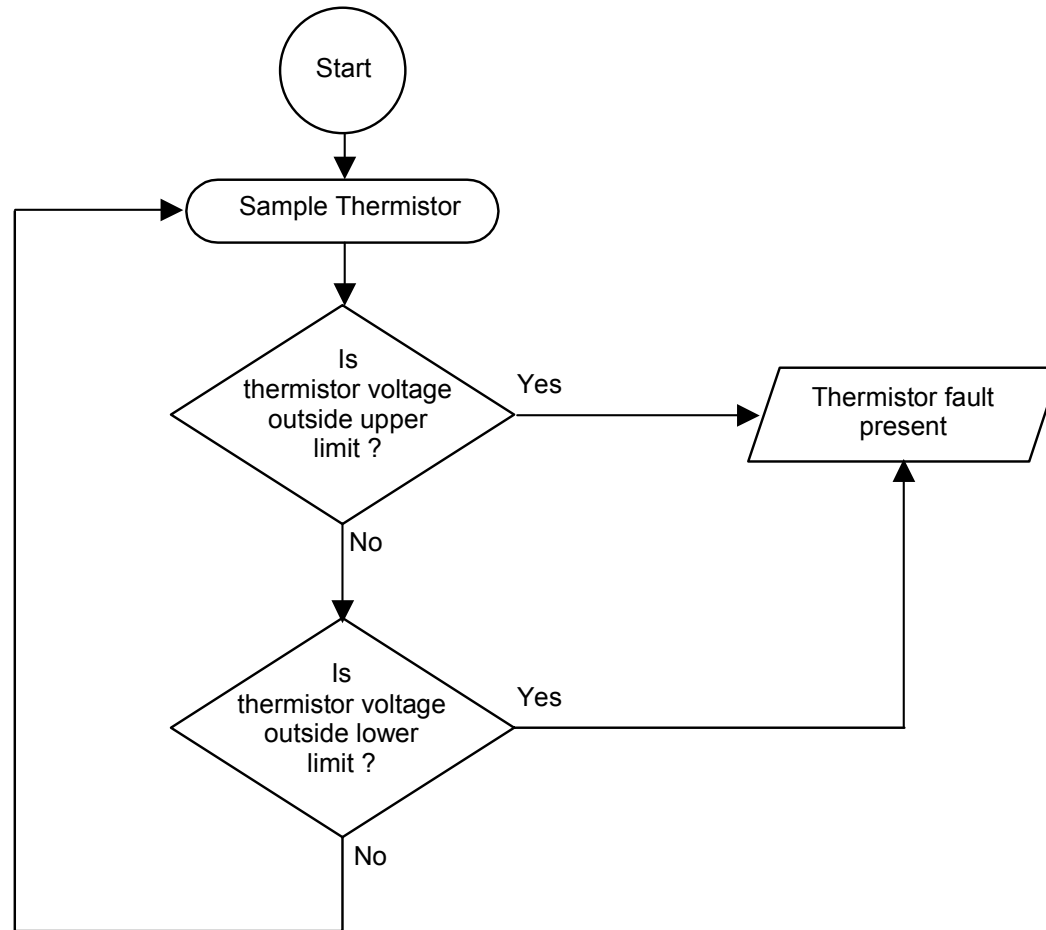 Start
Sample Thermistor
Is
thermistor voltage
outside upper
limit ?
Yes
Thermistor fault
present
No
Is
thermistor voltage
outside lower
limit ?
Yes
No